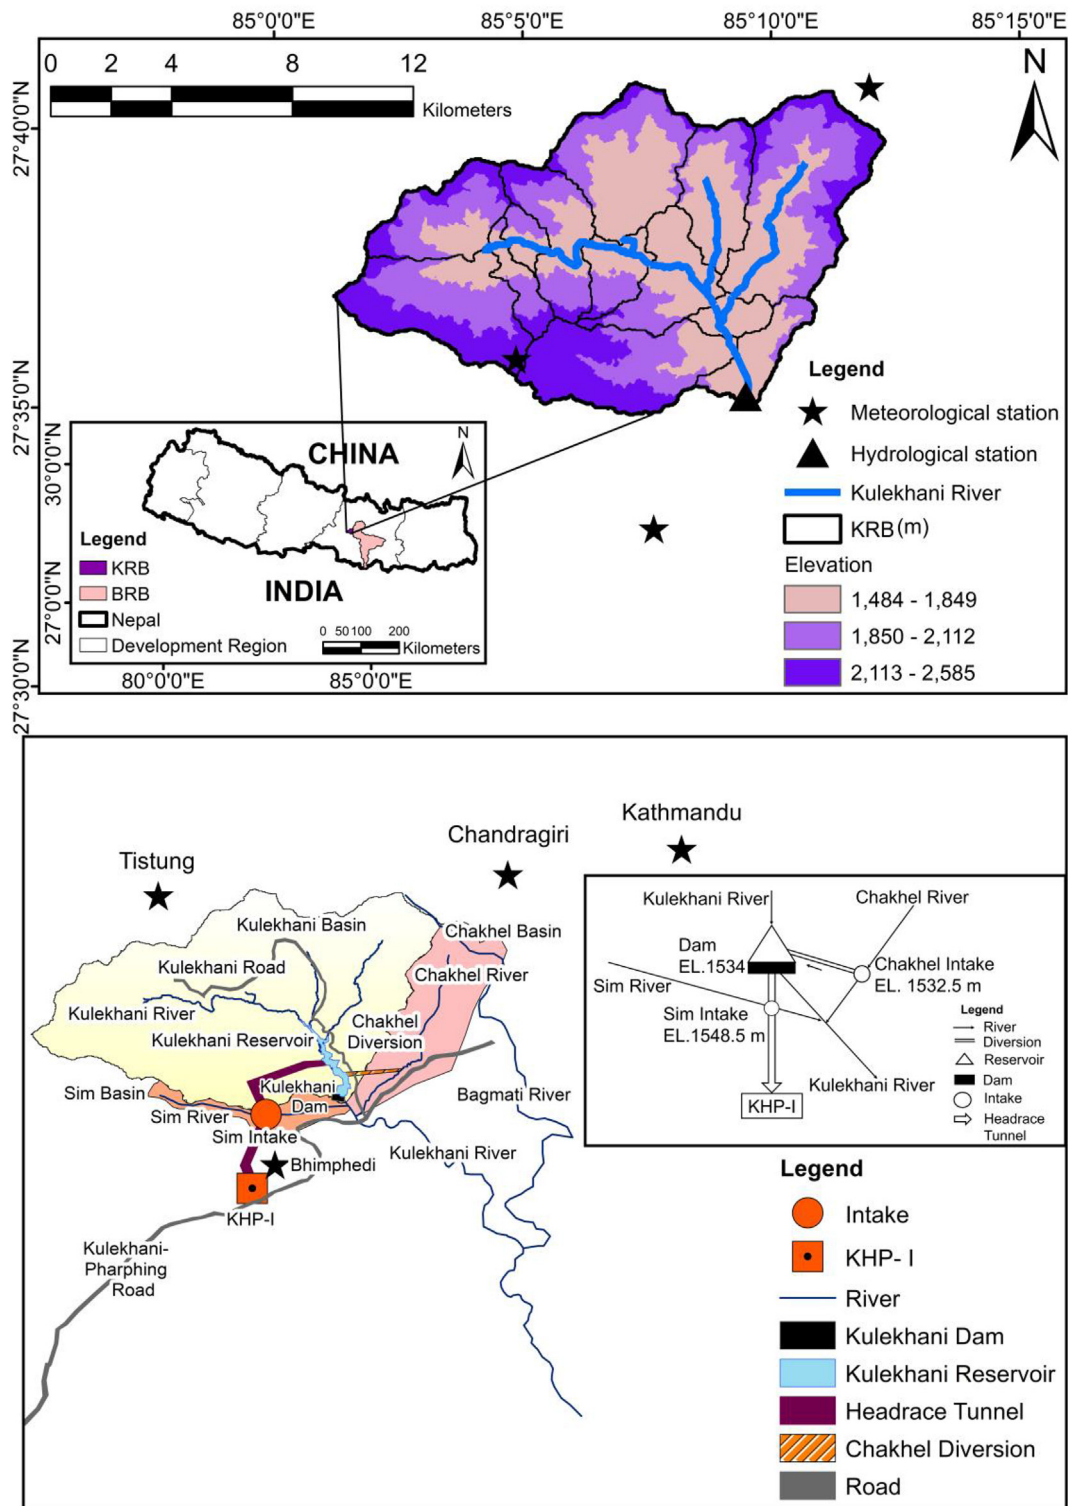 85°0'0"E
85°5'0"E
85°10'0"E
85°15'0"E
0
2
4
8
12
Kilometers
N
27°40'0"N
27°35'0"N
27°30'0"N
Legend
Meteorological station
Hydrological station
Kulekhani River
KRB (m)
Elevation
1,484 - 1,849
1,850 - 2,112
2,113 - 2,585
30°0'0"N
27°0'0"N
CHINA
N
INDIA
Legend
KRB
BRB
Nepal
Development Region
0 50 100 200
Kilometers
80°0'0"E
85°0'0"E
Kathmandu
Chandragiri
Tistung
Kulekhani Basin
Chakhel Basin
Kulekhani Road
Chakhel River
Kulekhani River
Chakhel
Diversion
Kulekhani Reservoir
Sim Basin
Kulekhani
Dam
Bagmati River
Sim River
Sim Intake
Kulekhani River
Bhimphedi
KHP-I
Kulekhani-
Pharphing
Road
Kulekhani River
Chakhel River
Dam
EL.1534
Chakhel Intake
EL. 1532.5 m
Sim River
Sim Intake
EL.1548.5 m
Kulekhani River
KHP-I
Legend
River
Diversion
Reservoir
Dam
Intake
Headrace
Tunnel
Legend
Intake
KHP- I
River
Kulekhani Dam
Kulekhani Reservoir
Headrace Tunnel
Chakhel Diversion
Road